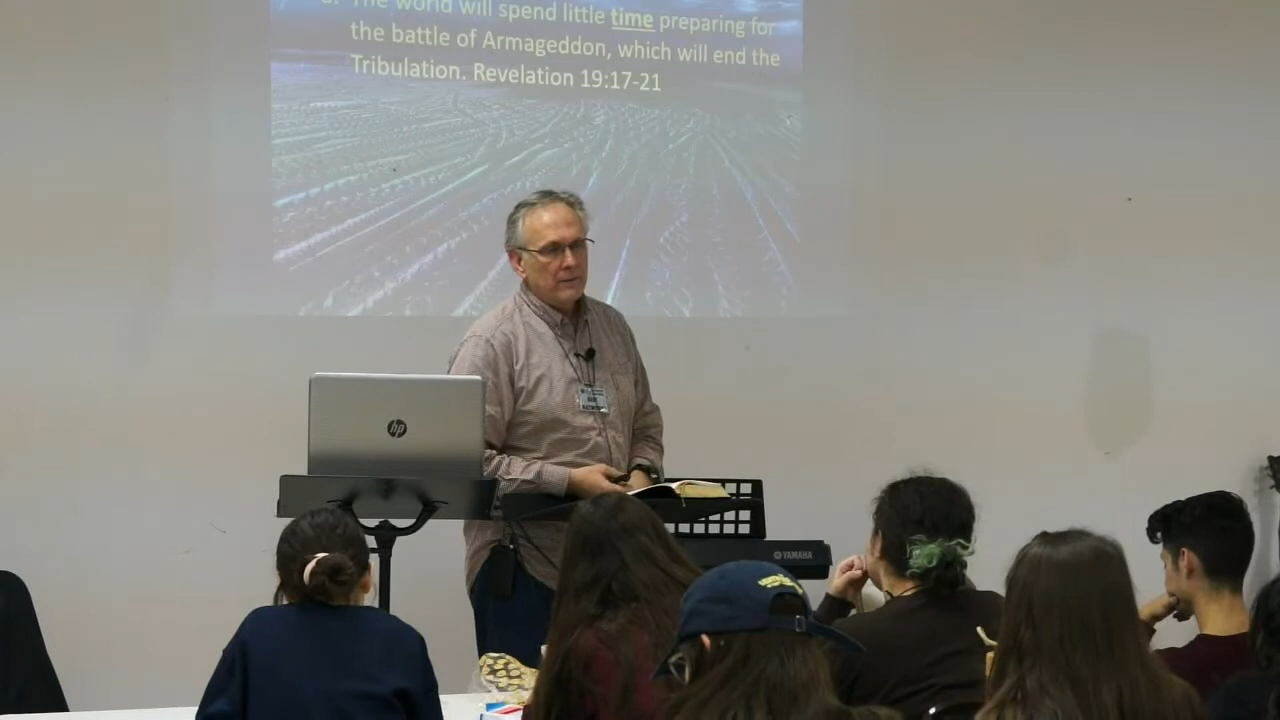 The world will spend little time preparing for
the battle of Armageddon, which will end the
Tribulation. Revelation 19:17-21
hp
YAMAHA